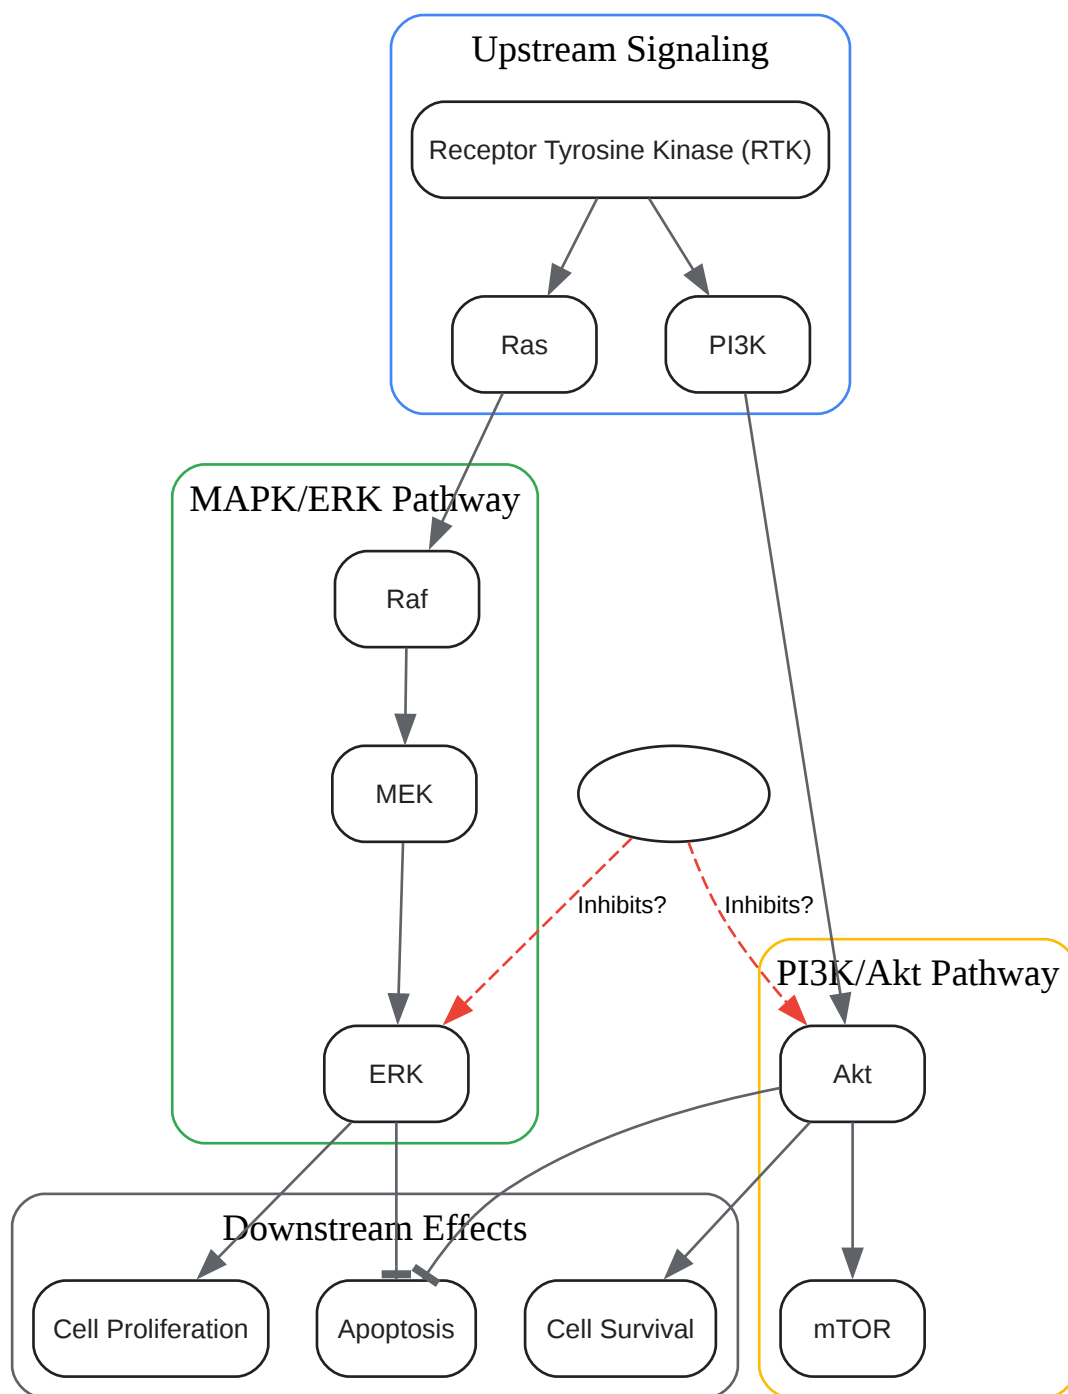 Upstream Signaling
Receptor Tyrosine Kinase (RTK)
Ras
PI3K
MAPK/ERK Pathway
Raf
MEK
Inhibits?
Inhibits?
PI3K/Akt Pathway
ERK
Akt
Downstream Effects
Cell Proliferation
Apoptosis
Cell Survival
mTOR